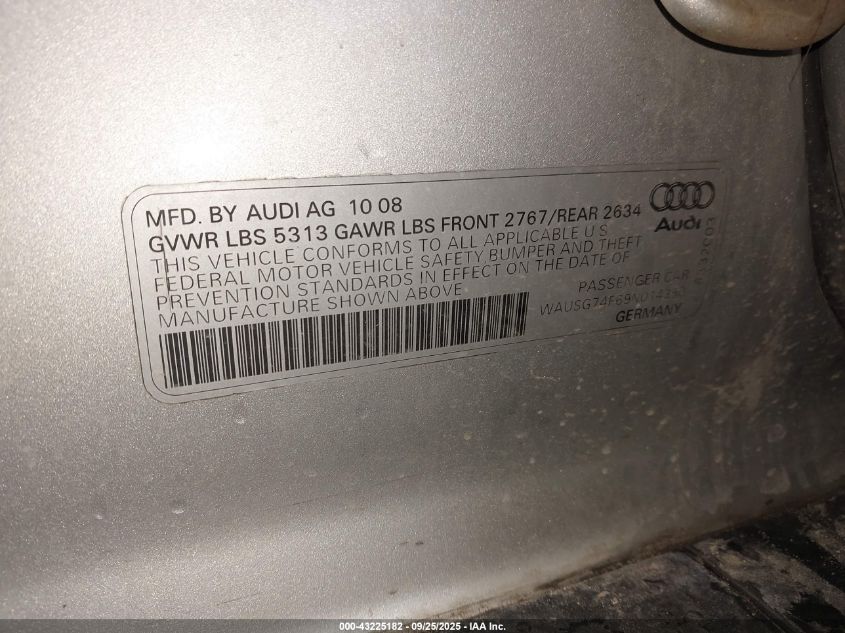 MFD. BY AUDI AG 10 08
GVWR LBS 5313 GAWR LBS FRONT 2767/REAR 2634
THIS VEHICLE CONFORMS TO ALL APPLICABLE U S
FEDERAL MOTOR VEHICLE SAFETY, BUMPER AND THEFT
PREVENTION STANDARDS IN EFFECT ON THE DATE OF
MANUFACTURE SHOWN ABOVE
Audi
PASSENGER CAR
GERMANY
000-43225182 - 09/25/2025 - IAA Inc.